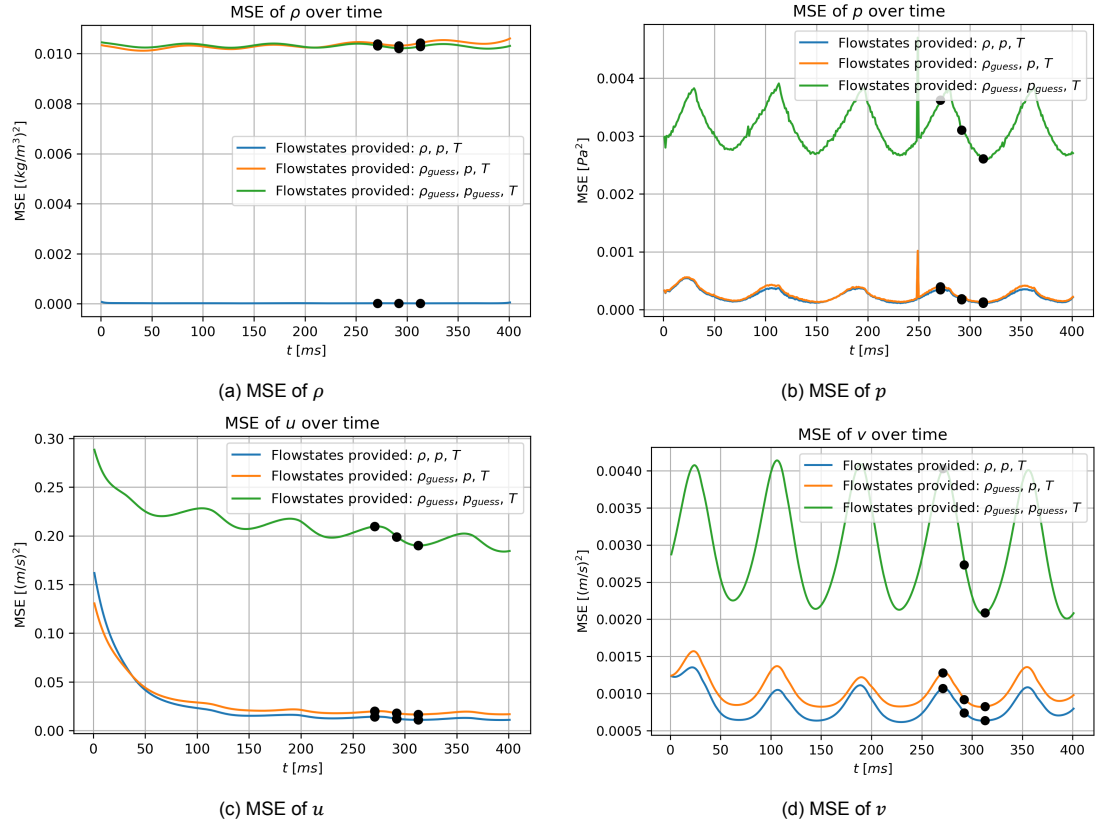 MSE of ρ over time
MSE [(kg/m³)²]
0.010
0.008
0.006
0.004
0.002
0.000
Flowstates provided: ρ, p, T
Flowstates provided: ρguess, p, T
Flowstates provided: ρguess, pguess, T
0 50 100 150 200 250 300 350 400
t [ms]
(a) MSE of ρ
MSE of p over time
MSE [Pa²]
0.004
0.003
0.002
0.001
0.000
Flowstates provided: ρ, p, T
Flowstates provided: ρguess, p, T
Flowstates provided: ρguess, pguess, T
0 50 100 150 200 250 300 350 400
t [ms]
(b) MSE of p
MSE of u over time
MSE [(m/s)²]
0.30
0.25
0.20
0.15
0.10
0.05
0.00
Flowstates provided: ρ, p, T
Flowstates provided: ρguess, p, T
Flowstates provided: ρguess, pguess, T
0 50 100 150 200 250 300 350 400
t [ms]
(c) MSE of u
MSE of v over time
MSE [(m/s)²]
0.0040
0.0035
0.0030
0.0025
0.0020
0.0015
0.0010
0.0005
Flowstates provided: ρ, p, T
Flowstates provided: ρguess, p, T
Flowstates provided: ρguess, pguess, T
0 50 100 150 200 250 300 350 400
t [ms]
(d) MSE of v